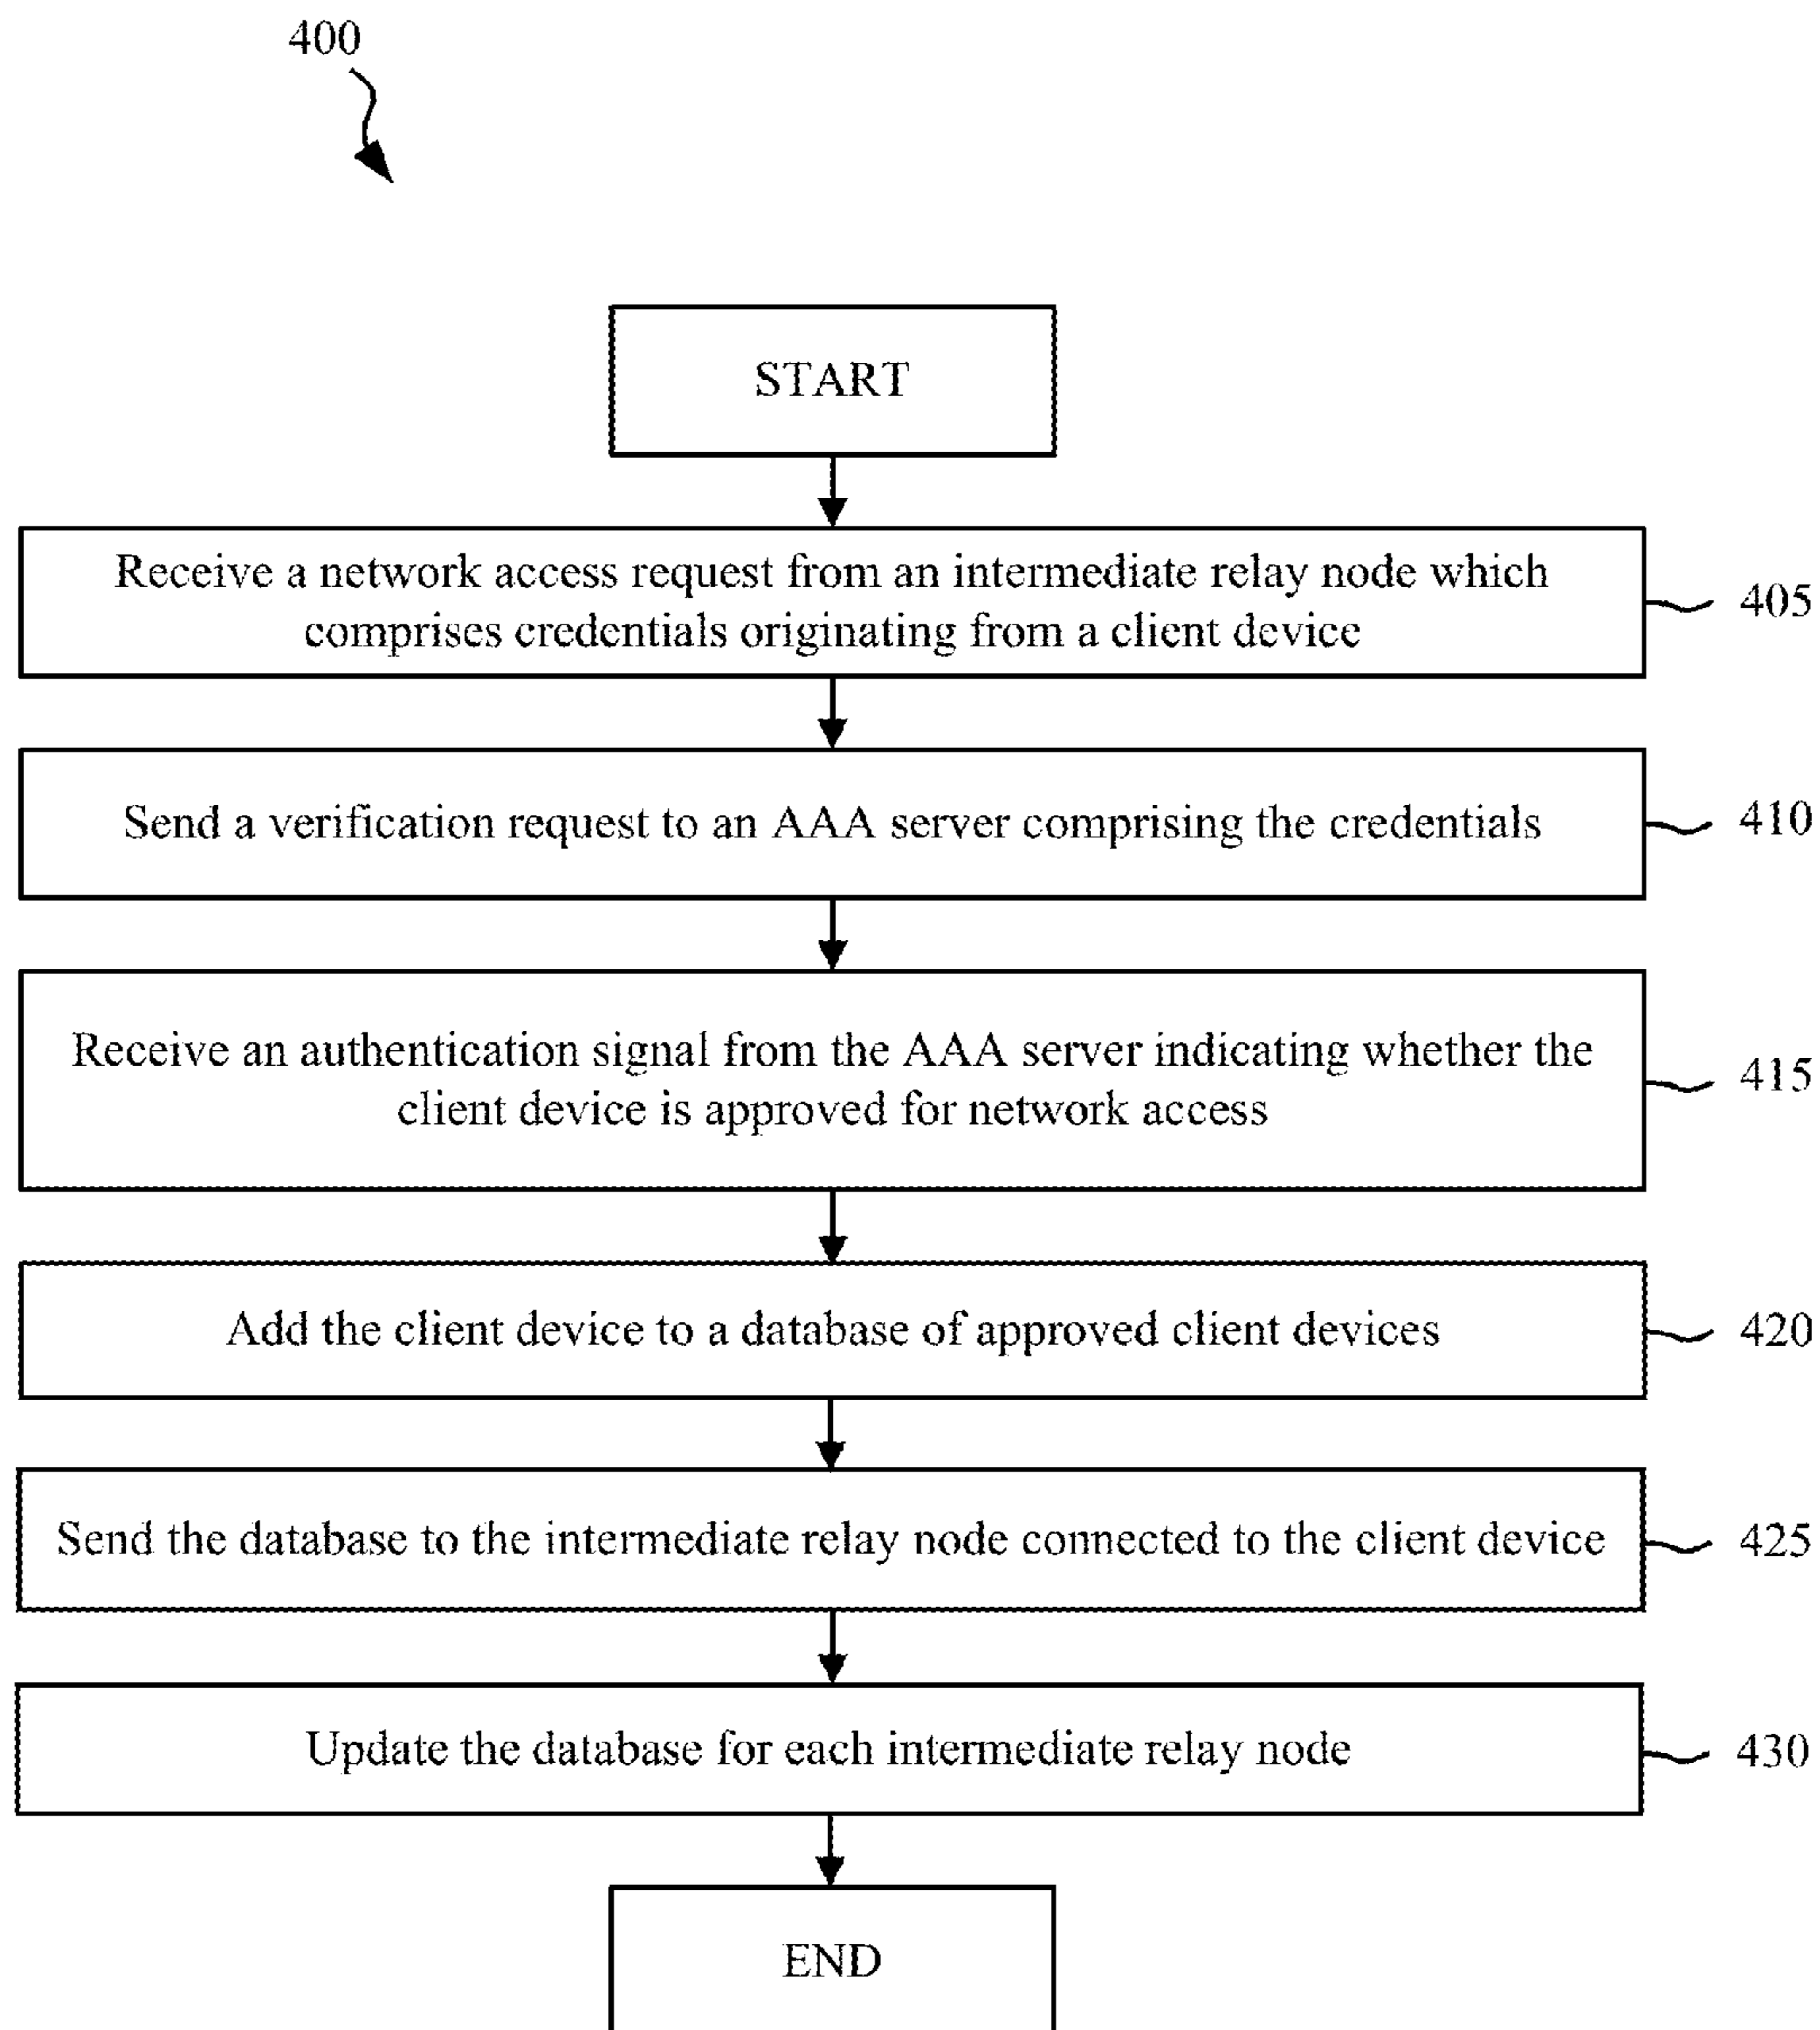 400
START
Receive a network access request from an intermediate relay node which
comprises credentials originating from a client device
405
Send a verification request to an AAA server comprising the credentials
410
Receive an authentication signal from the AAA server indicating whether the
client device is approved for network access
415
Add the client device to a database of approved client devices
420
Send the database to the intermediate relay node connected to the client device
425
Update the database for each intermediate relay node
430
END